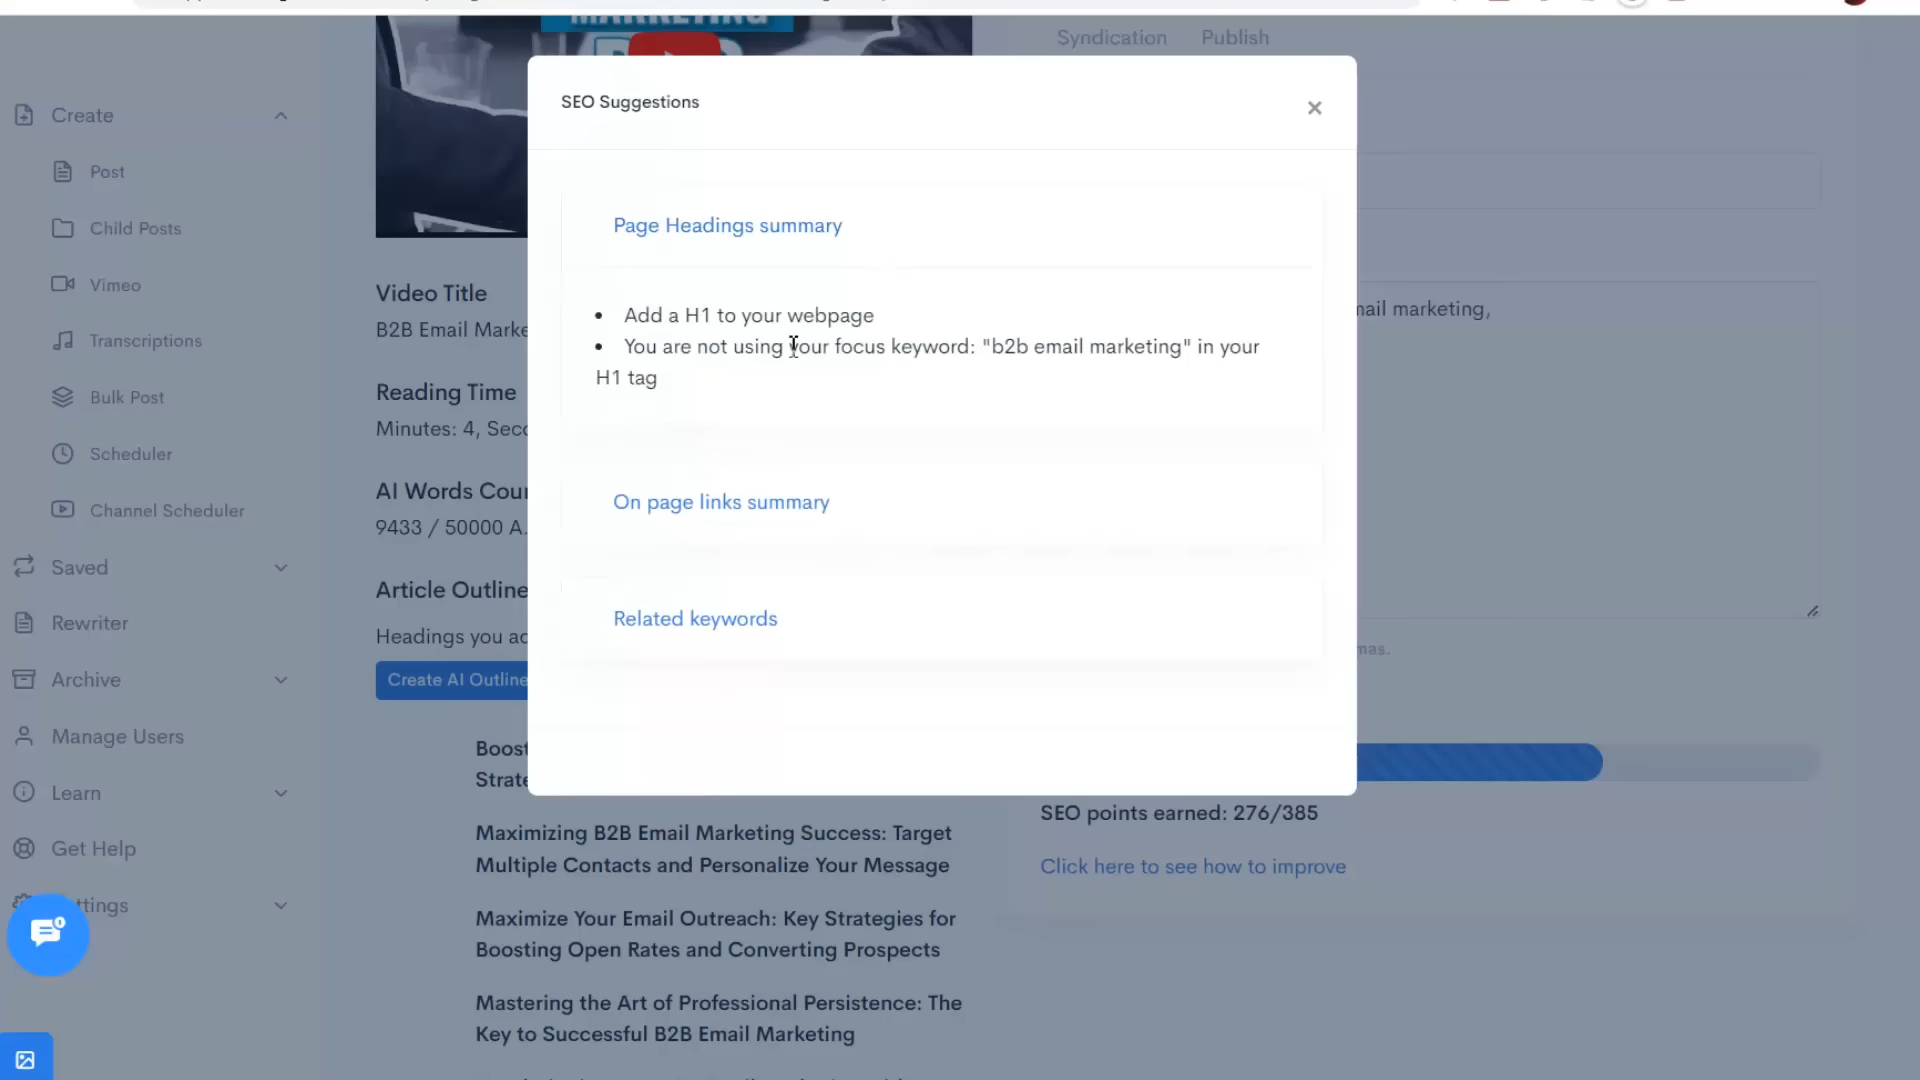 MARKETING
Syndication Publish
Create
Post
Child Posts
Vimeo
Transcriptions
Bulk Post
Scheduler
Channel Scheduler
Saved
Rewriter
Archive
Manage Users
Learn
Get Help
ttings
Video Title
B2B Email Marke
Reading Time
Minutes: 4, Seco
AI Words Cour
9433 / 50000 A.
Article Outline
Headings you ad
Create AI Outline
Boost
Strate
Maximizing B2B Email Marketing Success: Target
Multiple Contacts and Personalize Your Message
Maximize Your Email Outreach: Key Strategies for
Boosting Open Rates and Converting Prospects
Mastering the Art of Professional Persistence: The
Key to Successful B2B Email Marketing
SEO Suggestions
×
Page Headings summary
• Add a H1 to your webpage
• You are not using your focus keyword: "b2b email marketing" in your
H1 tag
On page links summary
Related keywords
nail marketing,
mas.
SEO points earned: 276/385
Click here to see how to improve